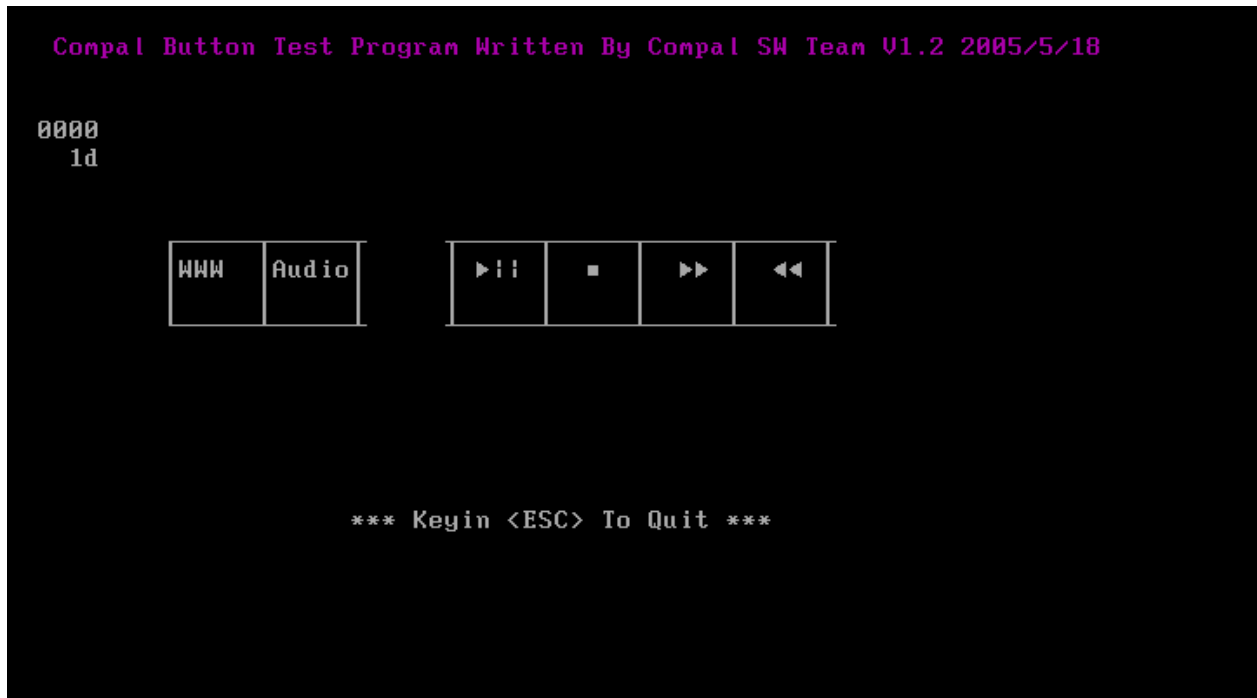 Compal Button Test Program Written By Compal SW Team V1.2 2005/5/18
0000
1d
WWW Audio ►¦¦ ■ ►► ◄◄
*** Keyin <ESC> To Quit ***